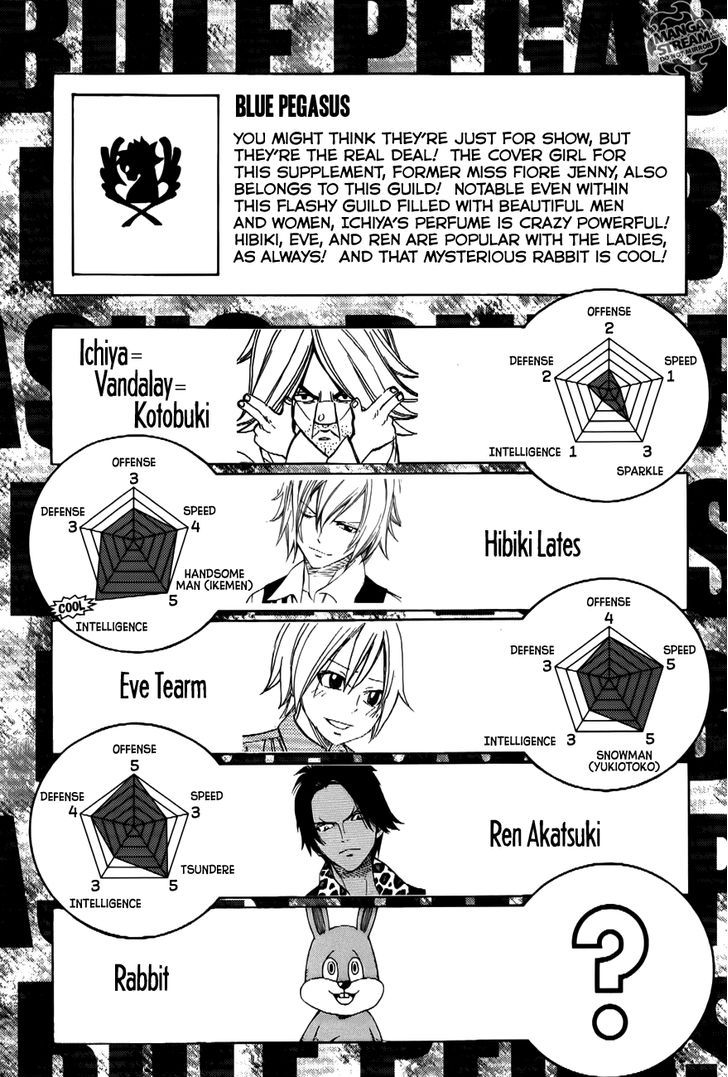 BLUE PEGASUS
MANGA
STREAM
BLUE PEGASUS
YOU MIGHT THINK THEY'RE JUST FOR SHOW, BUT
THEY'RE THE REAL DEAL! THE COVER GIRL FOR
THIS SUPPLEMENT, FORMER MISS FIORE JENNY, ALSO
BELONGS TO THIS GUILD! NOTABLE EVEN WITHIN
THIS FLASHY GUILD FILLED WITH BEAUTIFUL MEN
AND WOMEN, ICHIYA'S PERFUME IS CRAZY POWERFUL!
HIBIKI, EVE, AND REN ARE POPULAR WITH THE LADIES,
AS ALWAYS! AND THAT MYSTERIOUS RABBIT IS COOL!
Ichiya=
Vandalay=
Kotobuki
OFFENSE
2
DEFENSE
2
SPEED
1
INTELLIGENCE
1
3
SPARKLE
OFFENSE
3
DEFENSE
3
SPEED
4
HANDSOME
MAN (IKEMEN)
5
COOL
INTELLIGENCE
Hibiki Lates
Eve Tearm
OFFENSE
4
DEFENSE
3
SPEED
5
INTELLIGENCE
3
5
SNOWMAN
(YUKIOTOKO)
OFFENSE
5
DEFENSE
4
SPEED
3
TSUNDERE
5
3
INTELLIGENCE
Ren Akatsuki
Rabbit
?